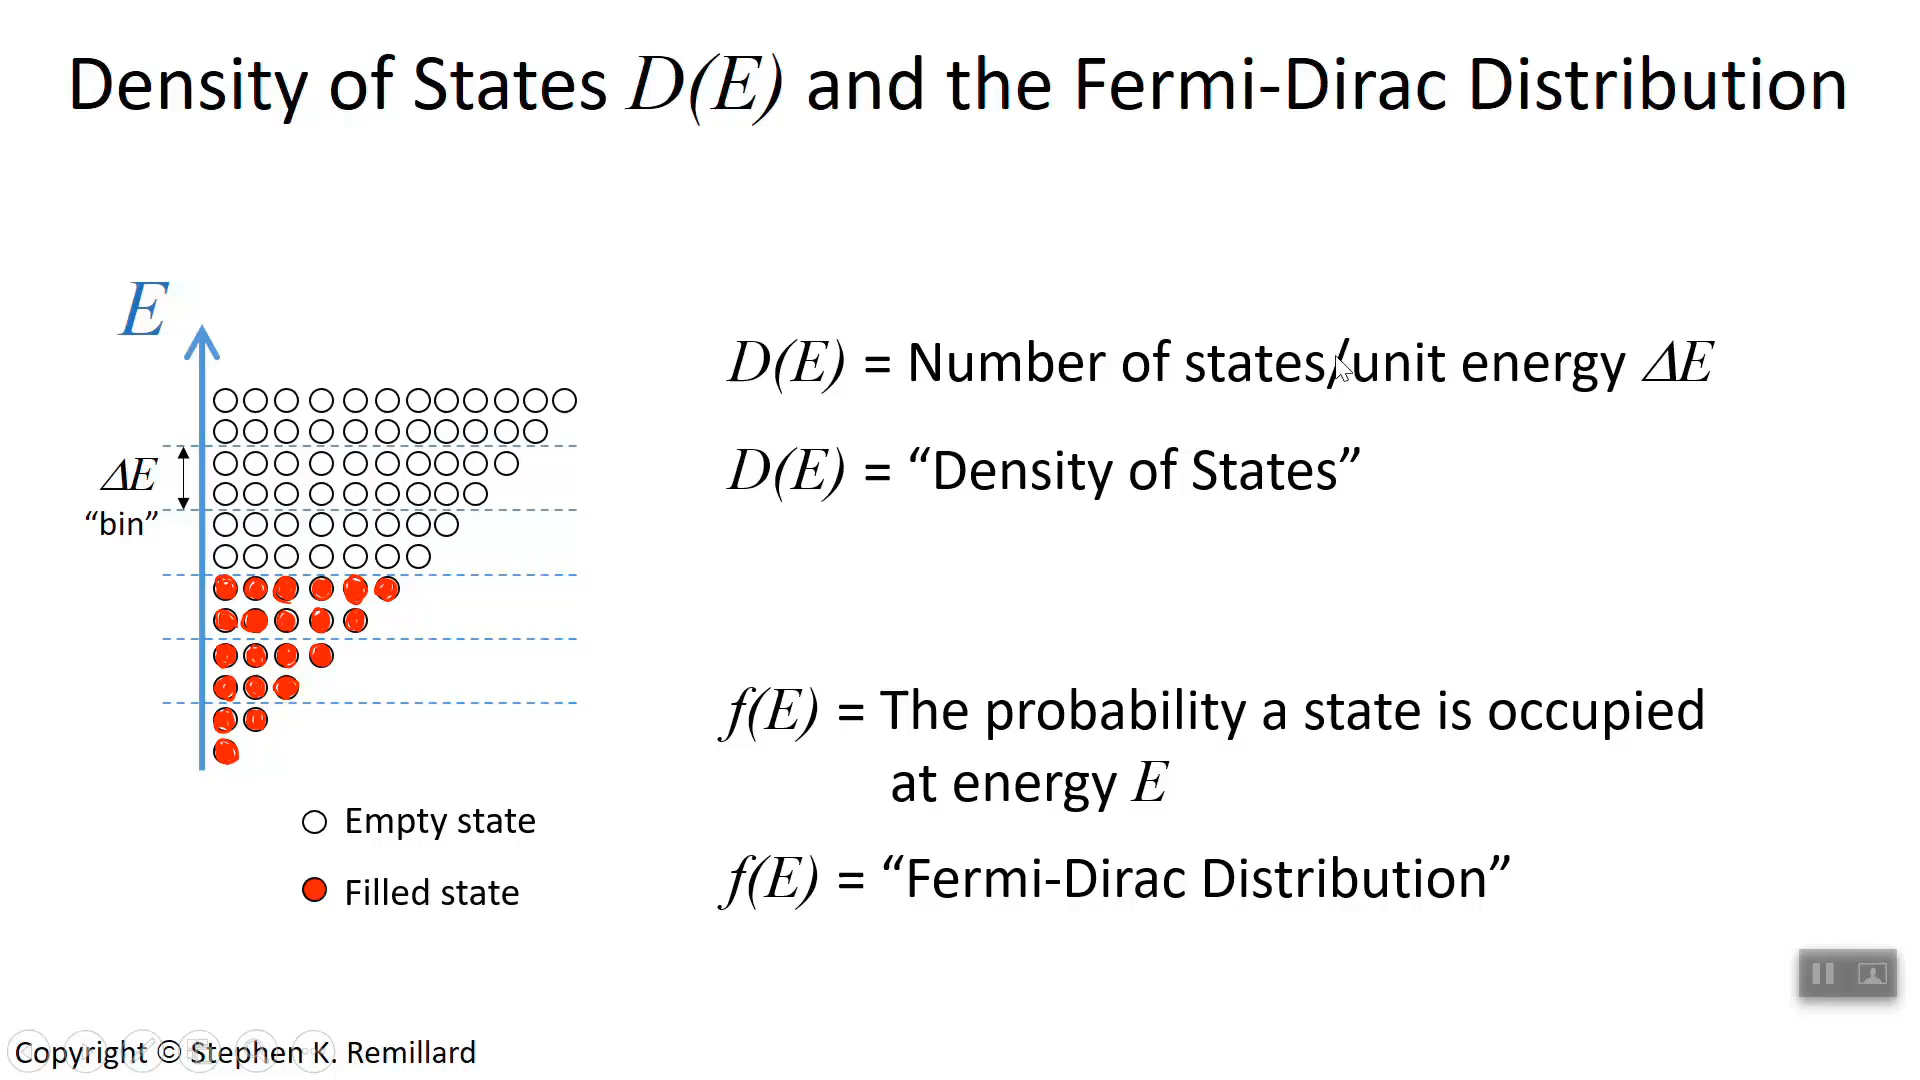 Density of States D(E) and the Fermi-Dirac Distribution
E
ΔE
“bin”
Empty state
Filled state
D(E) = Number of states/unit energy ΔE
D(E) = “Density of States”
f(E) = The probability a state is occupied
at energy E
f(E) = “Fermi-Dirac Distribution”
Copyright © Stephen K. Remillard